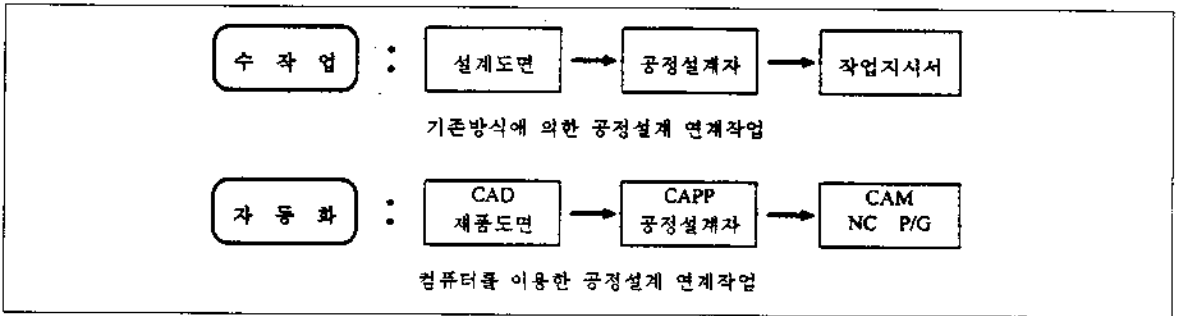 수 작 업 : 설계도면 공정설계자 작업지시서
기존방식에 의한 공정설계 연계작업
자 동 화 : CAD 제품도면 CAPP 공정설계자 CAM NC P/G
컴퓨터를 이용한 공정설계 연계작업